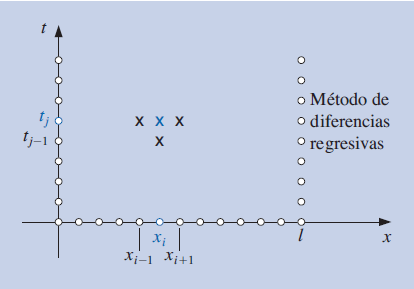 t
t_j
t_{j-1}
x x x
x
Método de
diferencias
regresivas
x_i
l
x
x_{i-1} x_{i+1}